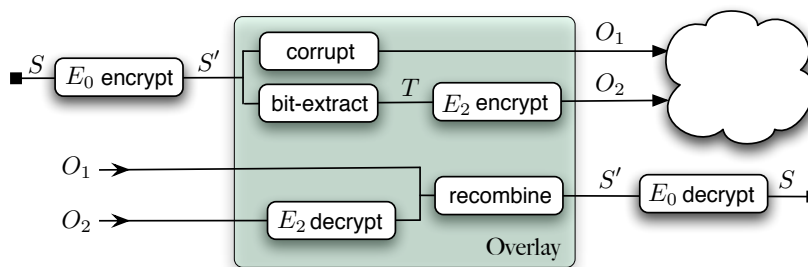 S E₀ encrypt S′ corrupt O₁
bit-extract T E₂ encrypt O₂
O₁
O₂ E₂ decrypt recombine S′ E₀ decrypt S
Overlay